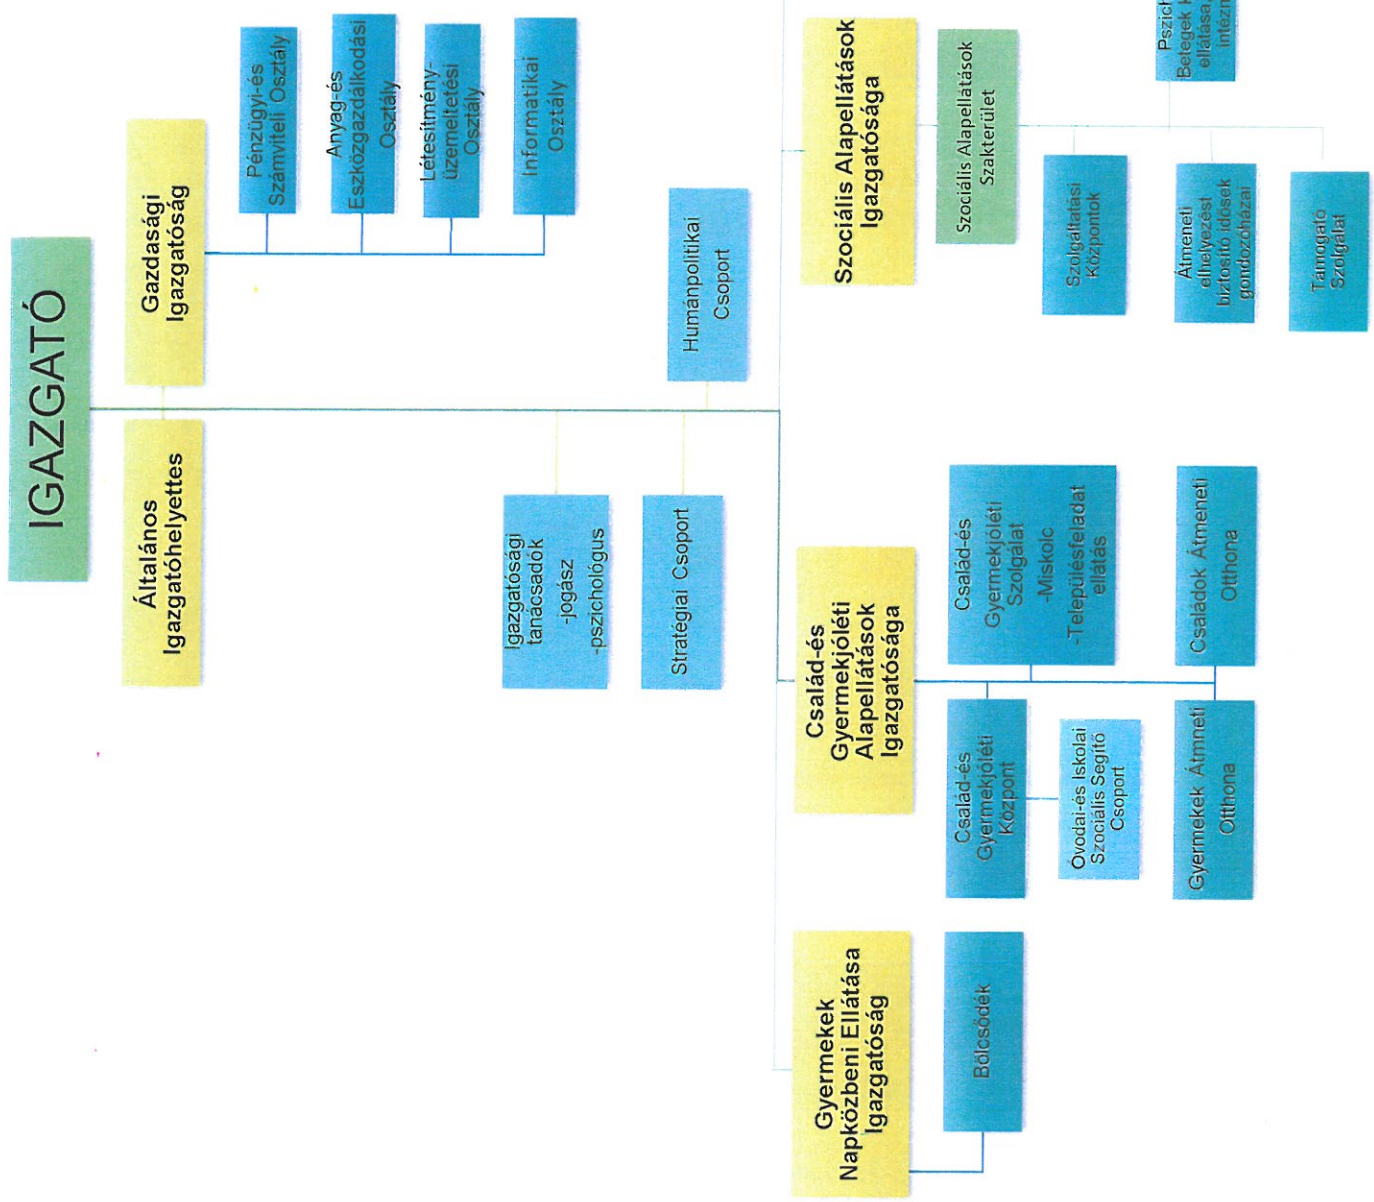 IGAZGATÓ
Általános
Igazgatóhelyettes
Gazdasági
Igazgatóság
Pénzügyi-és
Számviteli Osztály
Anyag-és
Eszközgazdálkodási
Osztály
Létesítmény-
üzemeltetési
Osztály
Informatikai
Osztály
Igazgatósági
tanácsadók
-jogász
-pszichológus
Stratégiai Csoport
Humánpolitikai
Csoport
Gyermekek
Napközbeni Ellátása
Igazgatóság
Bölcsődék
Család-és
Gyermekjóléti
Alapellátások
Igazgatósága
Család-és
Gyermekjóléti
Központ
Óvodai-és Iskolai
Szociális Segítő
Csoport
Család-és
Gyermekjóléti
Szolgálat
-Miskolc
-Településfeladat
ellátás
Gyermekek Átmneti
Otthona
Családok Átmeneti
Otthona
Szociális Alapellátások
Igazgatósága
Szociális Alapellátások
Szakterület
Szolgáltatási
Központok
Átmeneti
elhelyezést
biztosító idősek
gondozóházai
Támogató
Szolgálat
Betegek
ellátása,